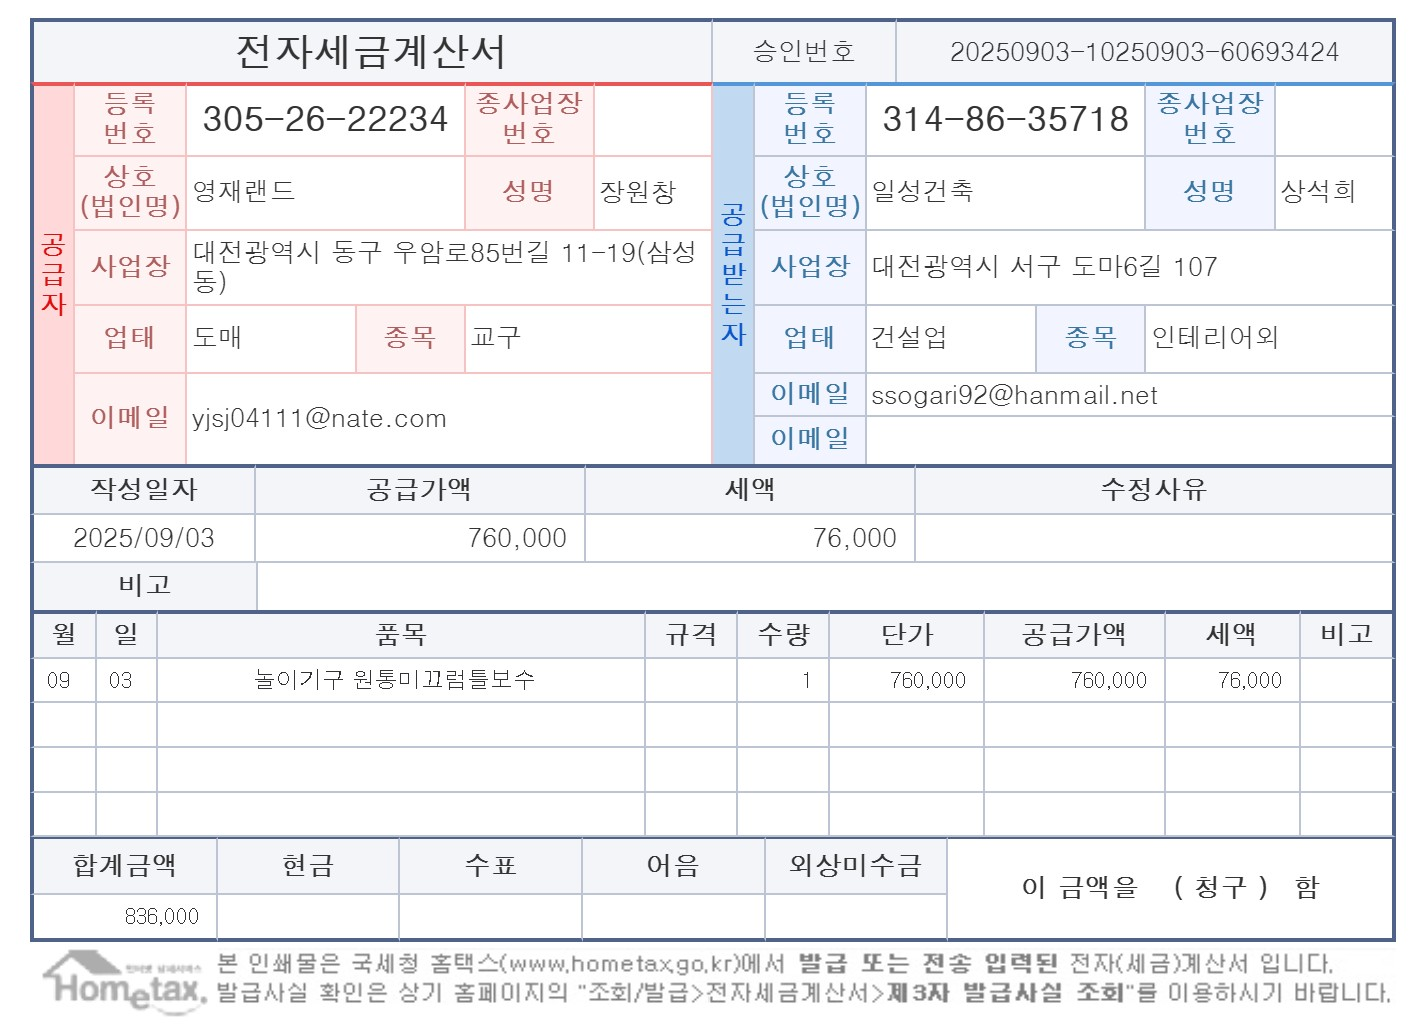 전자세금계산서 승인번호 20250903-10250903-60693424
공급자
등록번호 305-26-22234 종사업장번호
상호(법인명) 영재랜드 성명 장원창
사업장 대전광역시 동구 우암로85번길 11-19(삼성동)
업태 도매 종목 교구
이메일 yjsj04111@nate.com
공급받는자
등록번호 314-86-35718 종사업장번호
상호(법인명) 일성건축 성명 상석희
사업장 대전광역시 서구 도마6길 107
업태 건설업 종목 인테리어외
이메일 ssogari92@hanmail.net
이메일
작성일자 공급가액 세액 수정사유
2025/09/03 760,000 76,000
비고
월 일 품목 규격 수량 단가 공급가액 세액 비고
09 03 놀이기구 원통미끄럼틀보수 1 760,000 760,000 76,000
합계금액 현금 수표 어음 외상미수금 이 금액을 ( 청구 ) 함
836,000
Hometax. 본 인쇄물은 국세청 홈택스(www.hometax.go.kr)에서 발급 또는 전송 입력된 전자(세금)계산서 입니다.
발급사실 확인은 상기 홈페이지의 "조회/발급>전자세금계산서>제3자 발급사실 조회"를 이용하시기 바랍니다.